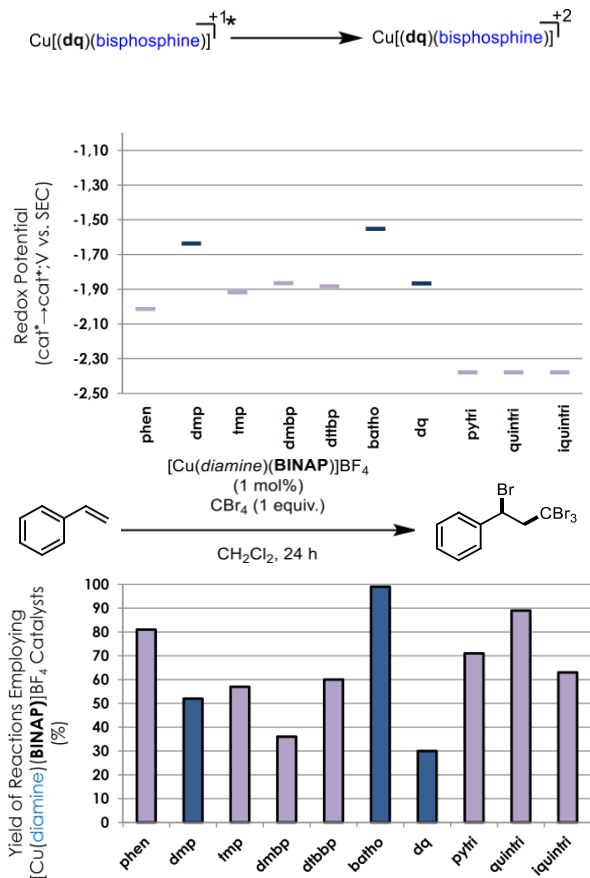 Cu[(dq)(bisphosphine)]+1* Cu[(dq)(bisphosphine)]+2
Redox Potential
(cat*→cat⁺;V vs. SEC)
-1,10
-1,30
-1,50
-1,70
-1,90
-2,10
-2,30
-2,50
phen dmp tmp dmbp dtbbp batho dq pytri quintri iquintri
[Cu(diamine)(BINAP)]BF4
(1 mol%)
CBr4 (1 equiv.)
CH2Cl2, 24 h
Br
CBr3
Yield of Reactions Employing
[Cu(diamine)(BINAP)]BF4 Catalysts
(%)
100
90
80
70
60
50
40
30
20
10
0
phen dmp tmp dmbp dtbbp batho dq pytri quintri iquintri